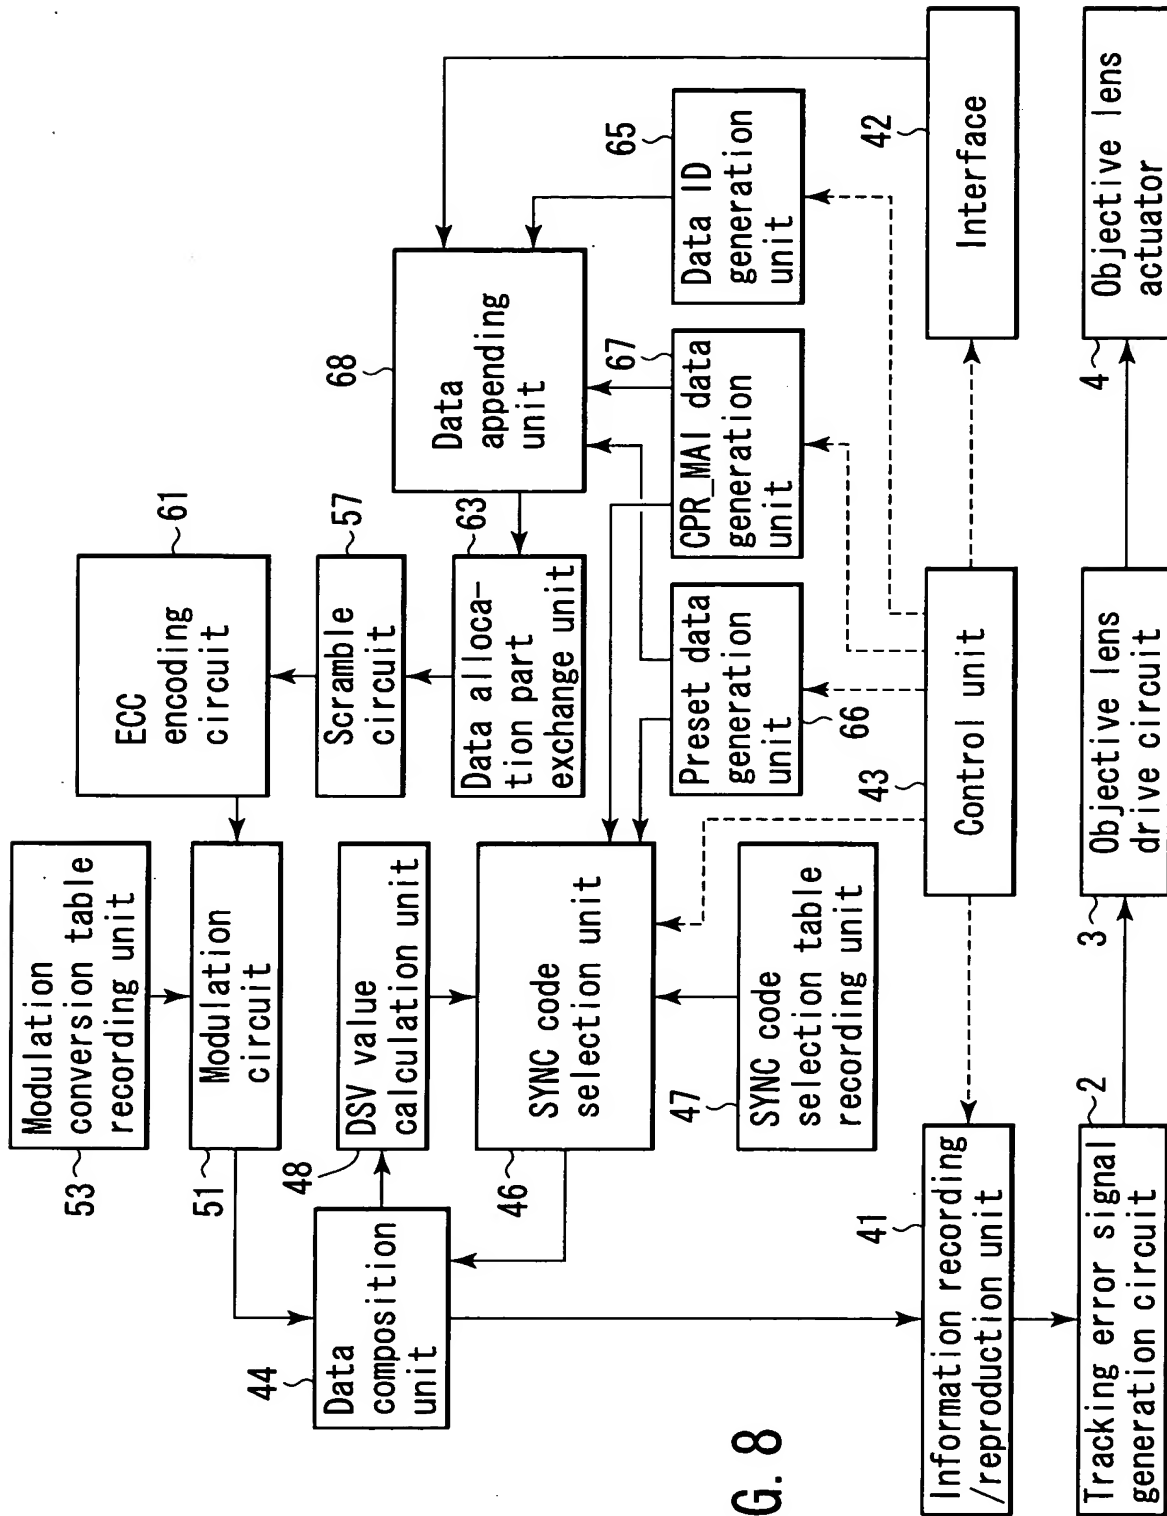 53
Modulation
conversion table
recording unit
61
ECC
encoding
circuit
51
Modulation
circuit
57
Scramble
circuit
68
Data
appending
unit
44
Data
composition
unit
48
DSV value
calculation unit
63
Data alloca-
tion part
exchange unit
46
SYNC code
selection unit
66
Preset data
generation
unit
67
CPR_MAI data
generation
unit
65
Data ID
generation
unit
47
SYNC code
selection table
recording unit
41
Information recording
/reproduction unit
43
Control unit
42
Interface
2
Tracking error signal
generation circuit
3
Objective lens
drive circuit
4
Objective lens
actuator
G. 8